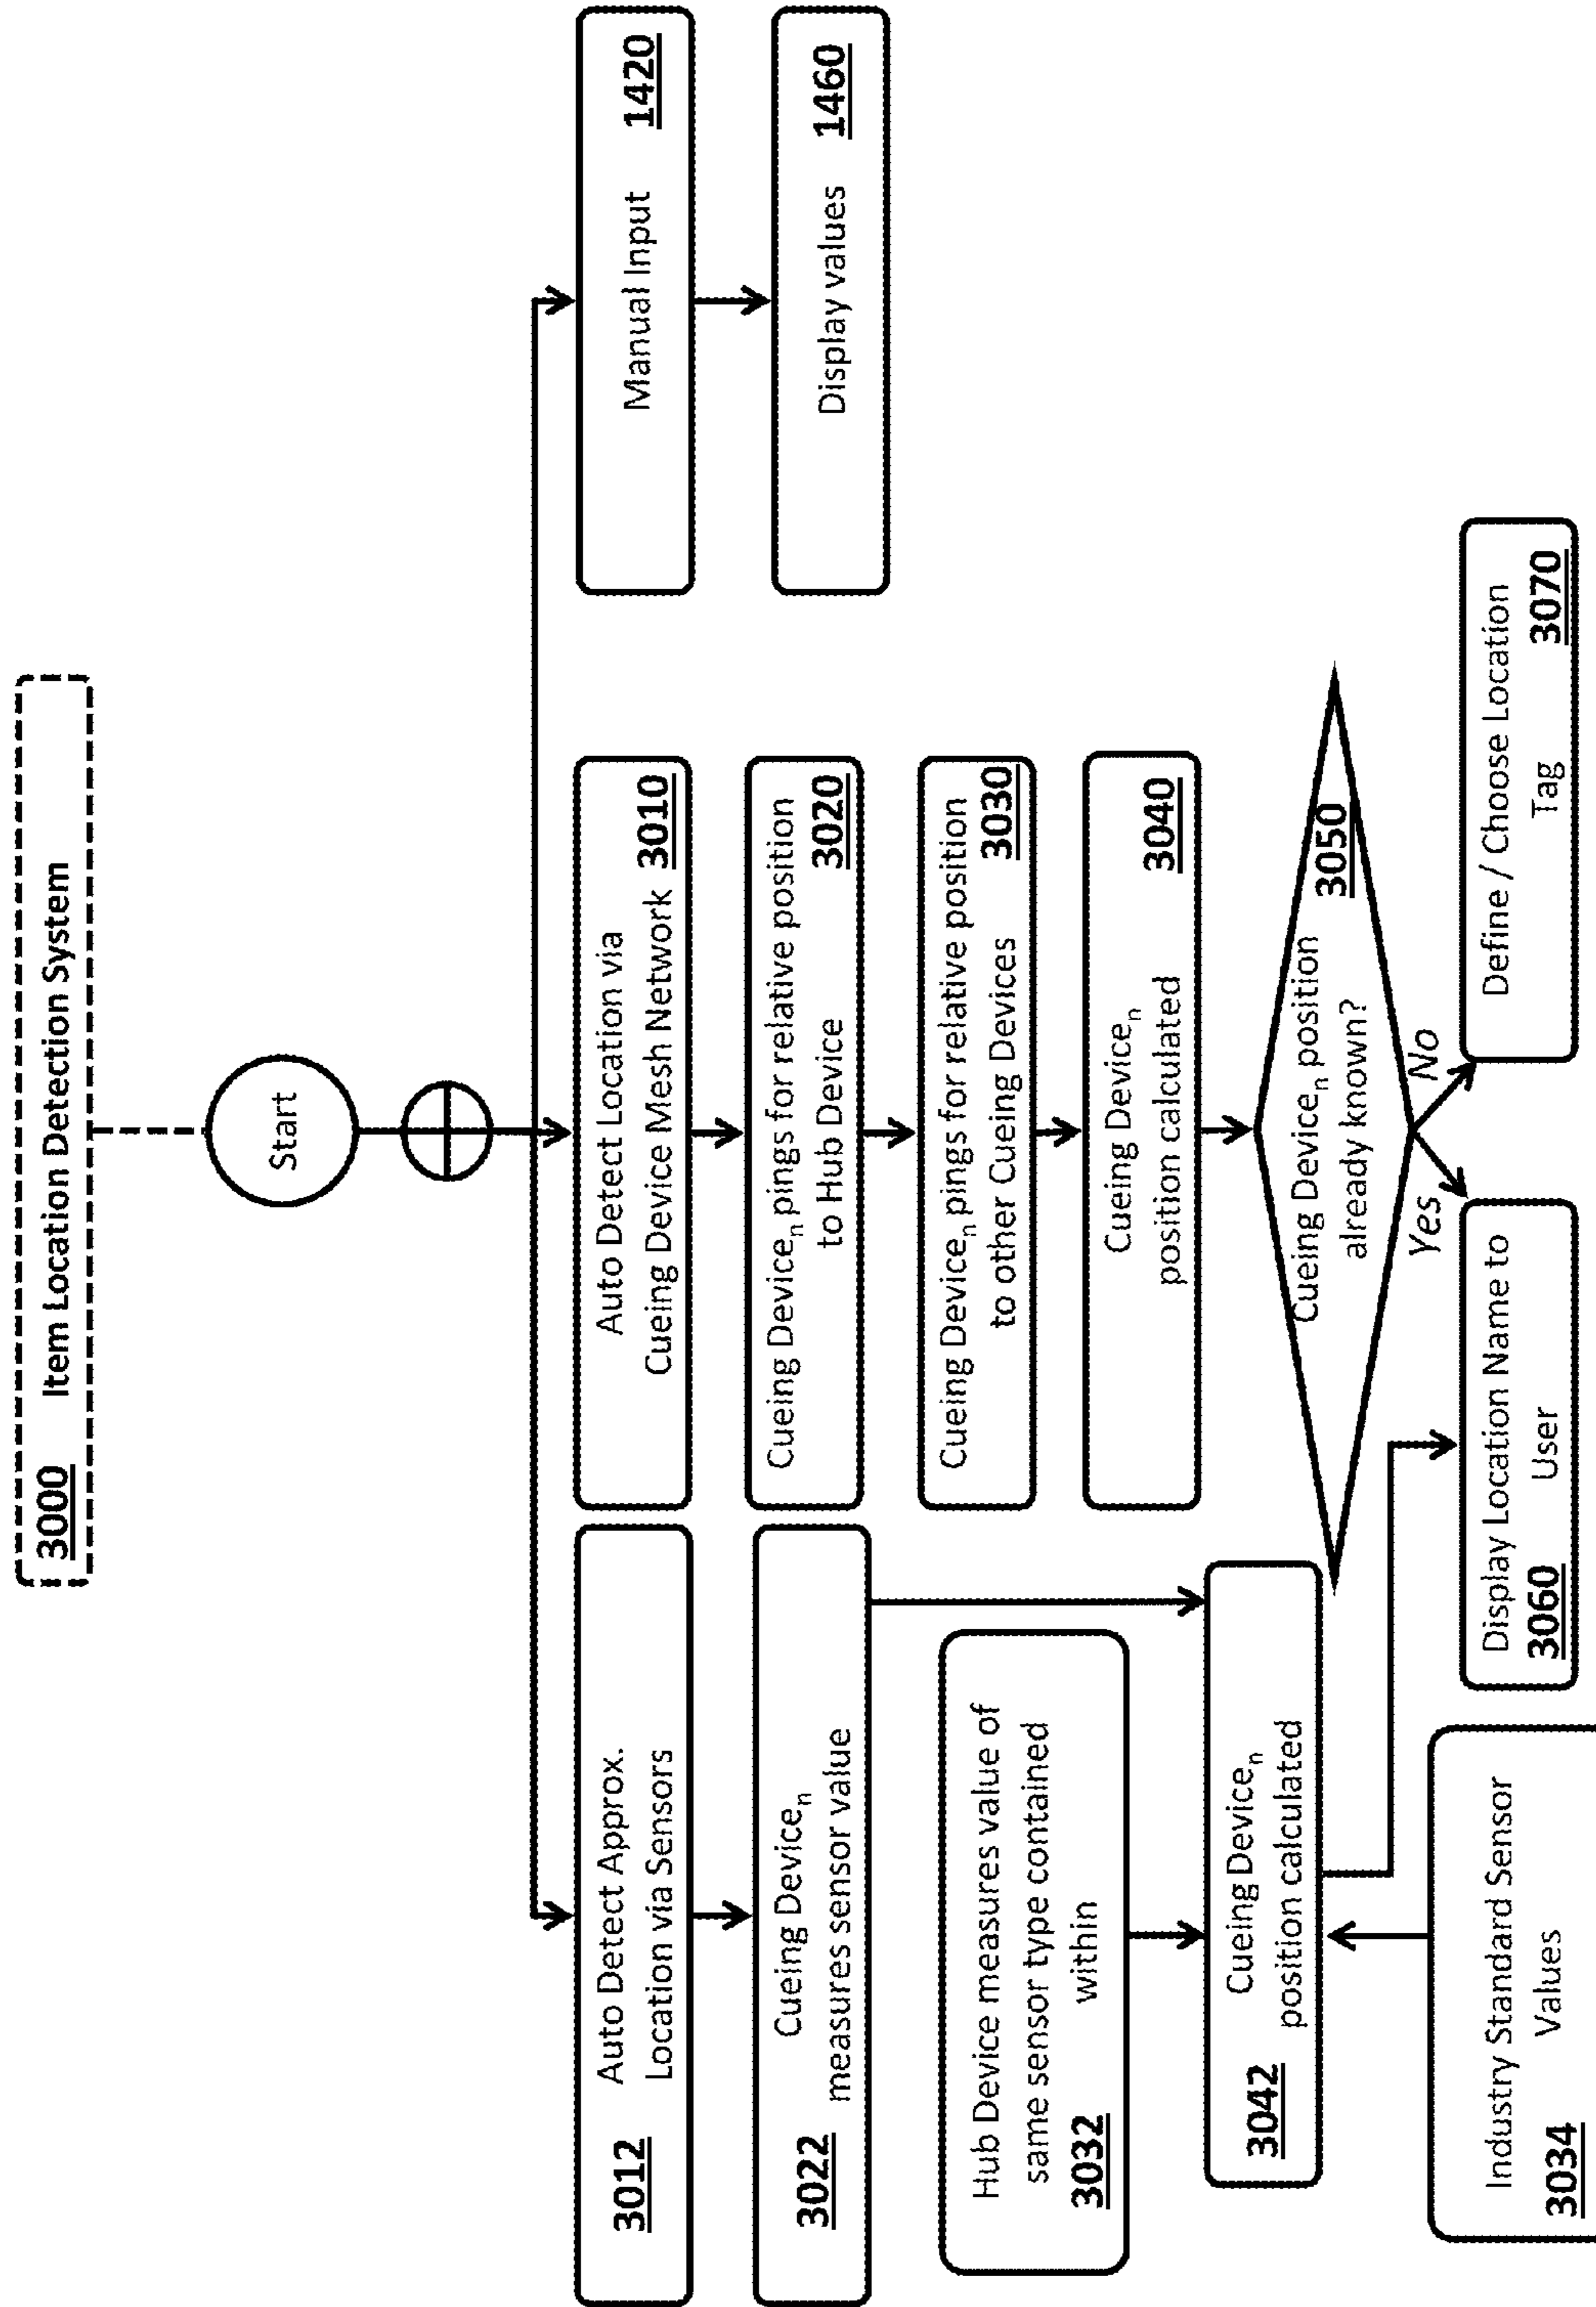 3000 Item Location Detection System
Start
3012 Auto Detect Approx.
Location via Sensors
3022 Cueing Deviceₙ
measures sensor value
Hub Device measures value of
same sensor type contained
3032 within
3042 Cueing Deviceₙ
position calculated
Industry Standard Sensor
3034 Values
Auto Detect Location via
Cueing Device Mesh Network 3010
Cueing Deviceₙ pings for relative position
to Hub Device 3020
Cueing Deviceₙ pings for relative position
to other Cueing Devices 3030
Cueing Deviceₙ
position calculated 3040
Cueing Deviceₙ position 3050
already known?
Yes
No
Display Location Name to
3060 User
Define / Choose Location
Tag 3070
Manual Input 1420
Display values 1460